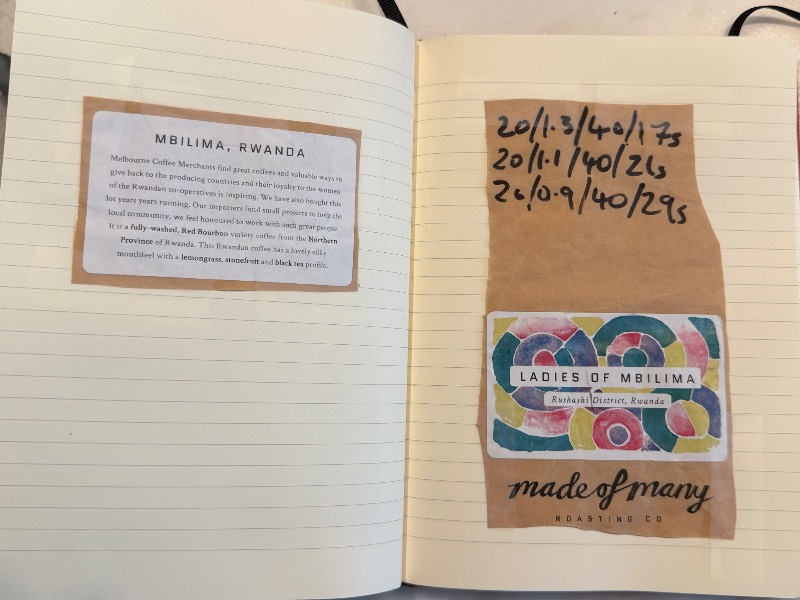 MBILIMA, RWANDA
Melbourne Coffee Merchants find great coffees and valuable ways to
give back to the producing countries and their loyalty to the women
of the Rwandan co-operatives is inspiring. We have also bought this
lot years years running. Our importers fund small projects to help the
local community, we feel honoured to work with such great people.
It is a fully-washed, Red Bourbon variety coffee from the Northern
Province of Rwanda. This Rwandan coffee has a lovely silky
mouthfeel with a lemongrass, stonefruit and black tea profile.
20/1.3/40/17s
20/1.1/40/21s
20/0.9/40/29s
LADIES OF MBILIMA
Rushashi District, Rwanda
made of many
ROASTING CO